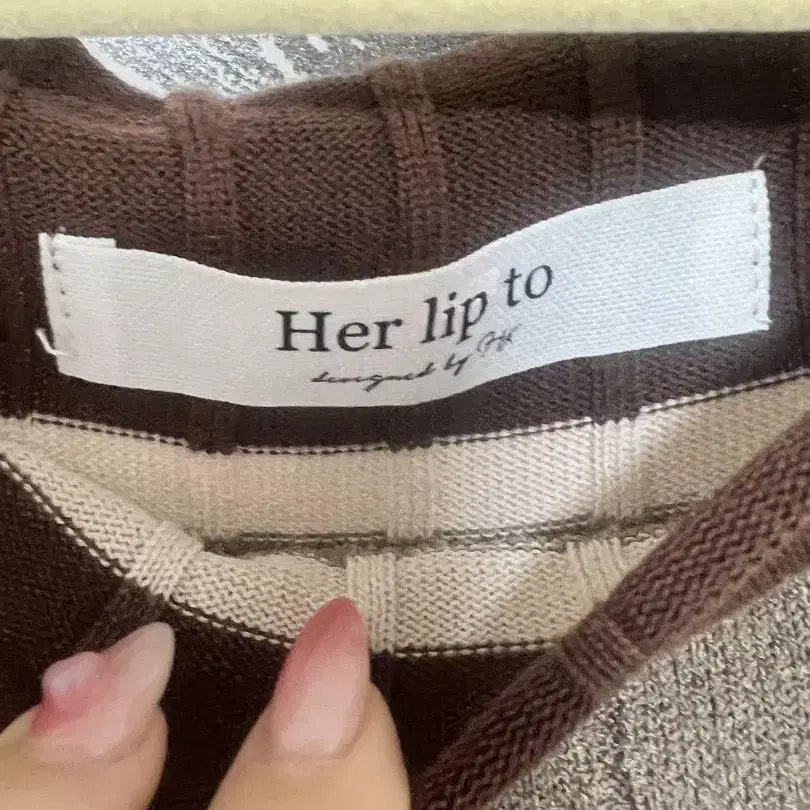 Her lip to
designed by